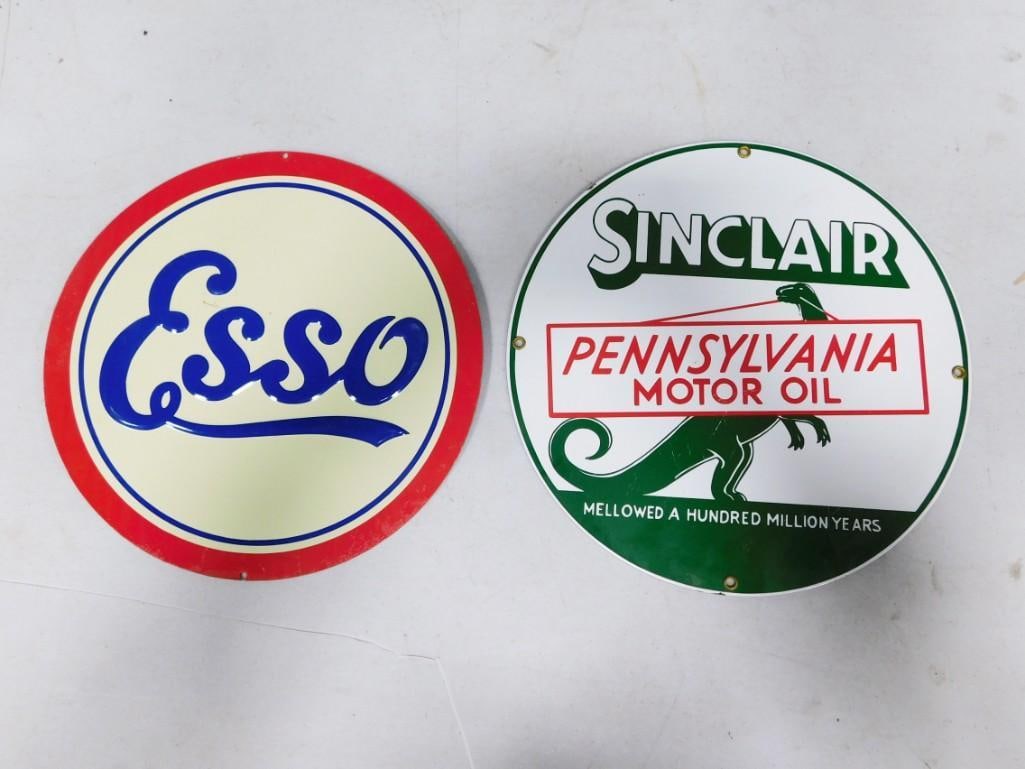 Esso
SINCLAIR
PENNSYLVANIA
MOTOR OIL
MELLOWED A HUNDRED MILLION YEARS